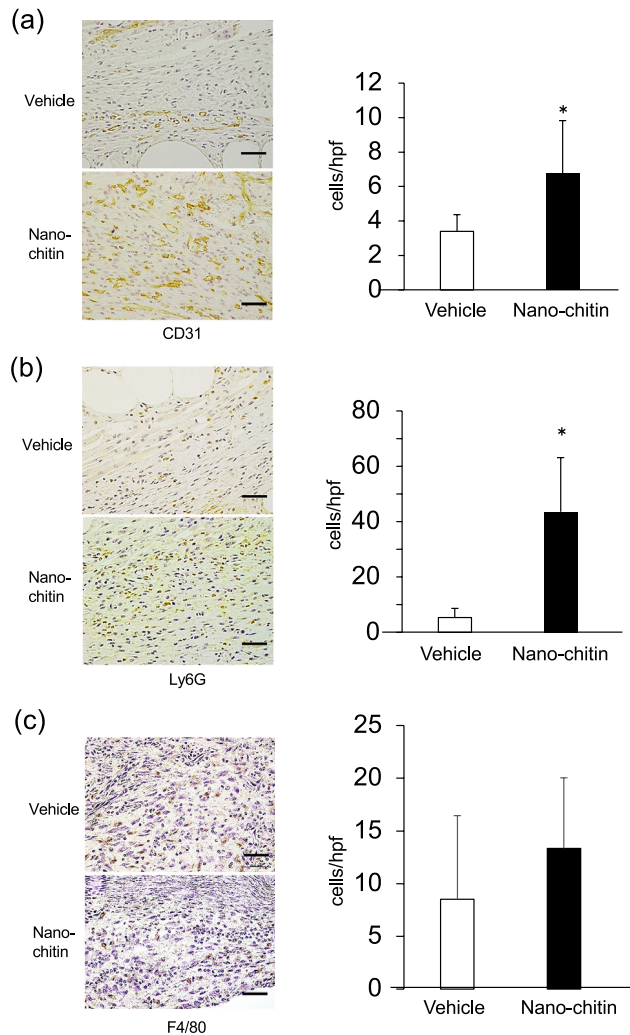 (a)
Vehicle
Nano-
chitin
CD31
12
10
8
6
4
2
0
cells/hpf
*
Vehicle
Nano-chitin
(b)
Vehicle
Nano-
chitin
Ly6G
80
60
40
20
0
cells/hpf
*
Vehicle
Nano-chitin
(c)
Vehicle
Nano-
chitin
F4/80
25
20
15
10
5
0
cells/hpf
Vehicle
Nano-chitin